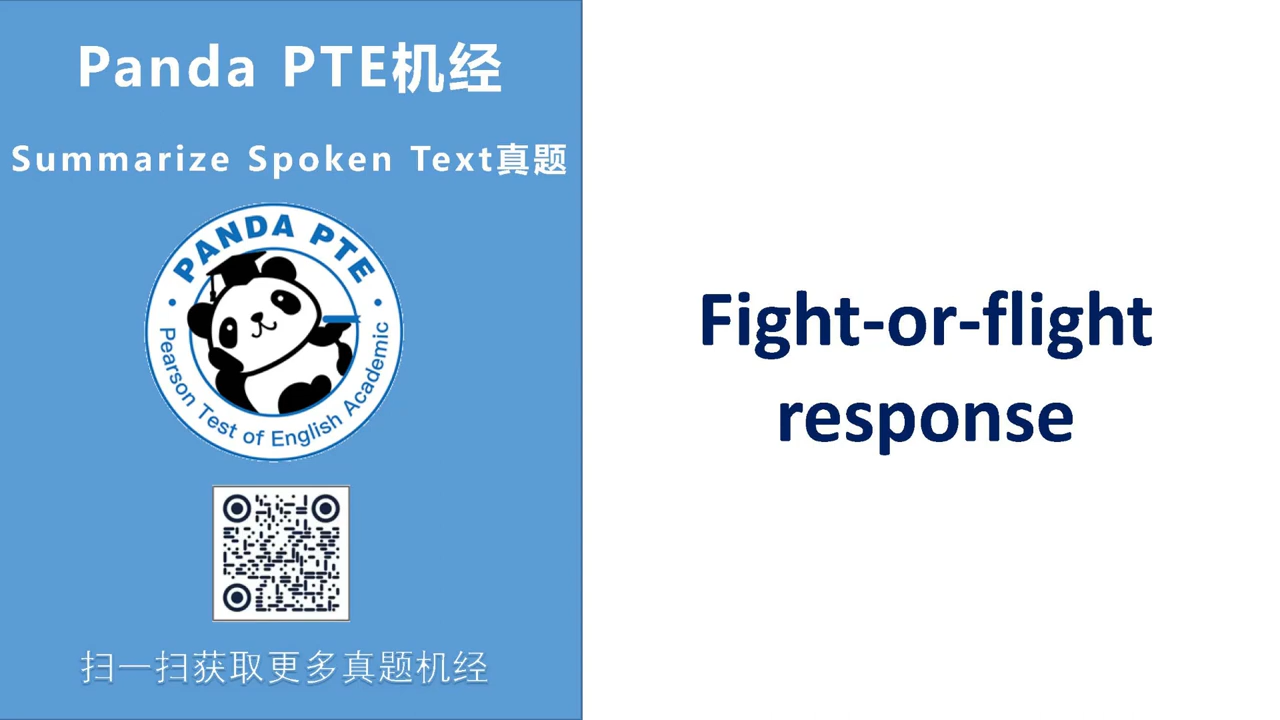 Panda PTE机经
Summarize Spoken Text真题
PANDA PTE
Pearson Test of English Academic
扫一扫获取更多真题机经
Fight-or-flight
response